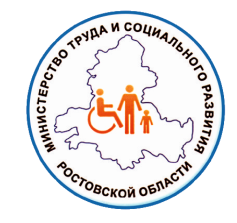 МИНИСТЕРСТВО ТРУДА И СОЦИАЛЬНОГО РАЗВИТИЯ
РОСТОВСКОЙ ОБЛАСТИ